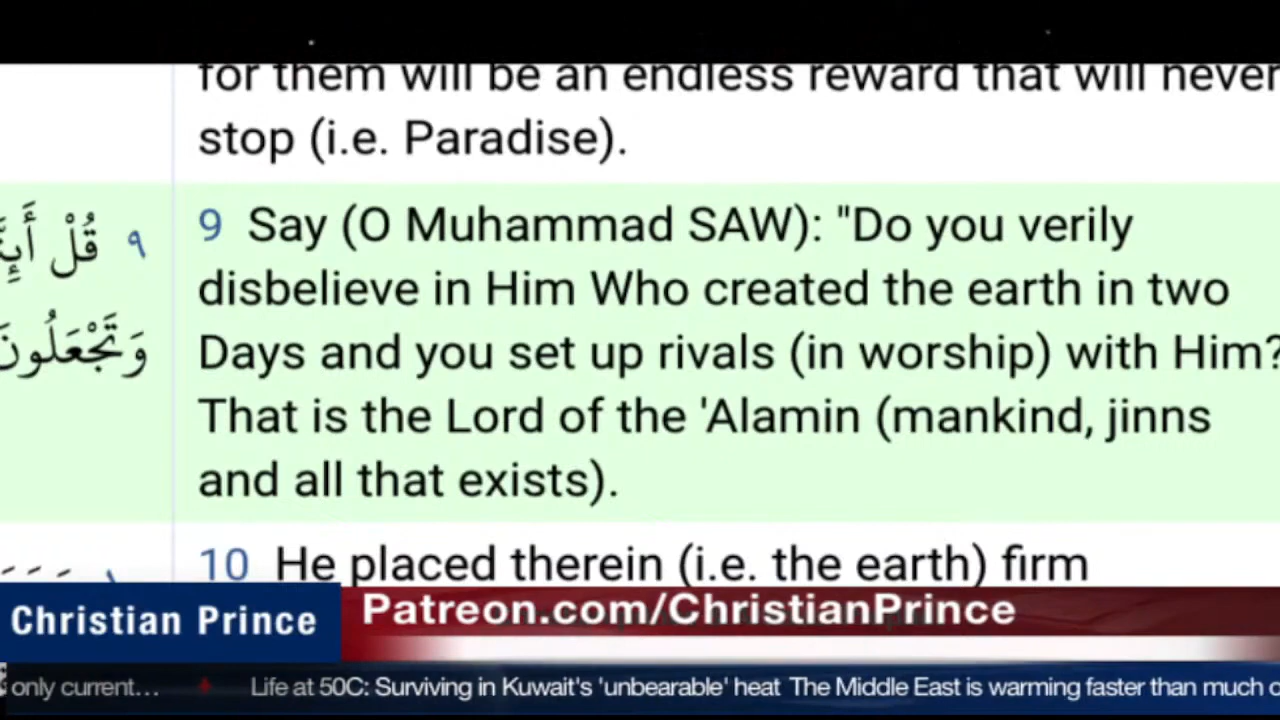 for them will be an endless reward that will never
stop (i.e. Paradise).
٩ قُلْ
9 Say (O Muhammad SAW): "Do you verily
disbelieve in Him Who created the earth in two
وَتَجْعَلُونَ
Days and you set up rivals (in worship) with Him?
That is the Lord of the 'Alamin (mankind, jinns
and all that exists).
10 He placed therein (i.e. the earth) firm
Christian Prince
Patreon.com/ChristianPrince
only current... Life at 50C: Surviving in Kuwait's 'unbearable' heat The Middle East is warming faster than much